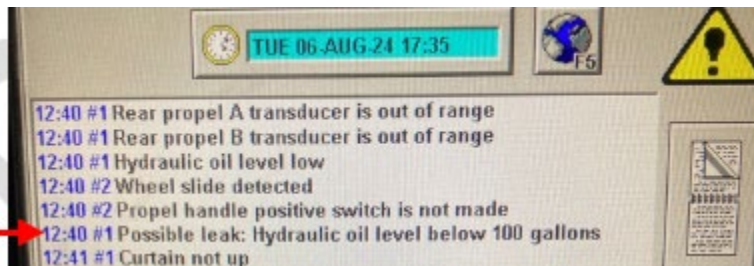 TUE 06-AUG-24 17:35
F5
12:40 #1 Rear propel A transducer is out of range
12:40 #1 Rear propel B transducer is out of range
12:40 #1 Hydraulic oil level low
12:40 #2 Wheel slide detected
12:40 #2 Propel handle positive switch is not made
12:40 #1 Possible leak: Hydraulic oil level below 100 gallons
12:41 #1 Curtain not up